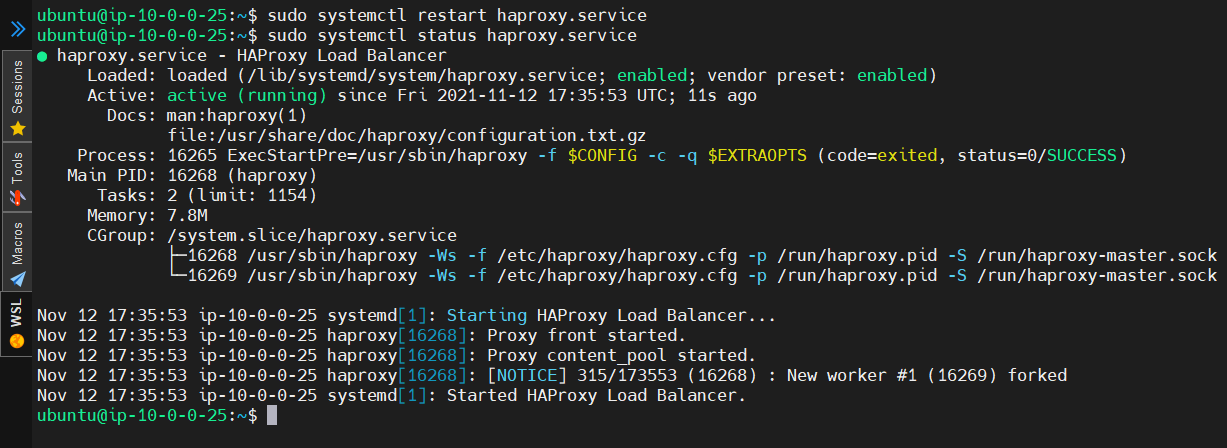 ubuntu@ip-10-0-0-25:~$ sudo systemctl restart haproxy.service
ubuntu@ip-10-0-0-25:~$ sudo systemctl status haproxy.service
● haproxy.service - HAProxy Load Balancer
Loaded: loaded (/lib/systemd/system/haproxy.service; enabled; vendor preset: enabled)
Active: active (running) since Fri 2021-11-12 17:35:53 UTC; 11s ago
Docs: man:haproxy(1)
file:/usr/share/doc/haproxy/configuration.txt.gz
Process: 16265 ExecStartPre=/usr/sbin/haproxy -f $CONFIG -c -q $EXTRAOPTS (code=exited, status=0/SUCCESS)
Main PID: 16268 (haproxy)
Tasks: 2 (limit: 1154)
Memory: 7.8M
CGroup: /system.slice/haproxy.service
├─16268 /usr/sbin/haproxy -Ws -f /etc/haproxy/haproxy.cfg -p /run/haproxy.pid -S /run/haproxy-master.sock
└─16269 /usr/sbin/haproxy -Ws -f /etc/haproxy/haproxy.cfg -p /run/haproxy.pid -S /run/haproxy-master.sock
Nov 12 17:35:53 ip-10-0-0-25 systemd[1]: Starting HAProxy Load Balancer...
Nov 12 17:35:53 ip-10-0-0-25 haproxy[16268]: Proxy front started.
Nov 12 17:35:53 ip-10-0-0-25 haproxy[16268]: Proxy content_pool started.
Nov 12 17:35:53 ip-10-0-0-25 haproxy[16268]: [NOTICE] 315/173553 (16268) : New worker #1 (16269) forked
Nov 12 17:35:53 ip-10-0-0-25 systemd[1]: Started HAProxy Load Balancer.
ubuntu@ip-10-0-0-25:~$
Sessions
Tools
Macros
WSL